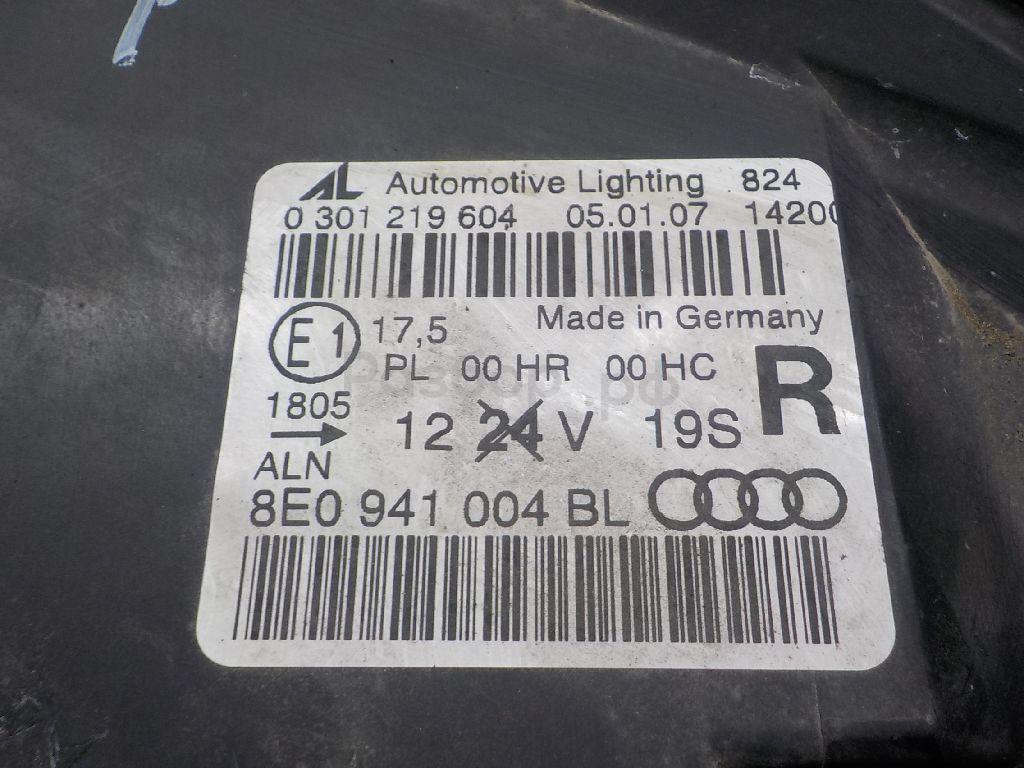 AL Automotive Lighting 824
0 301 219 604 05.01.07 14200
Made in Germany
E1 17,5
PL 00 HR 00 HC R
1805
12 24 V 19S
ALN
8E0 941 004 BL